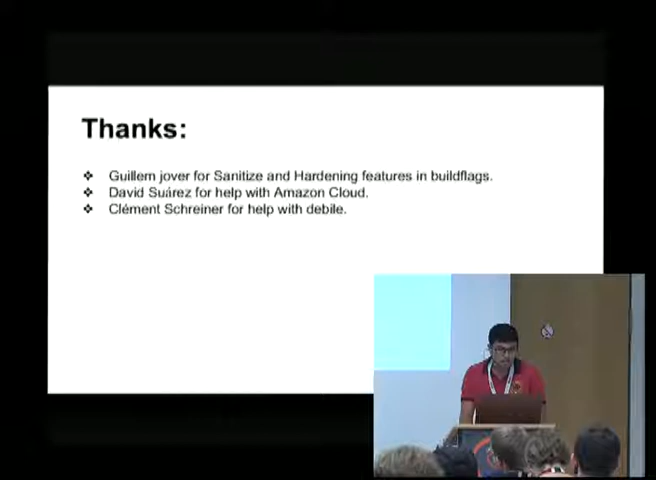 Thanks:
❖ Guillem jover for Sanitize and Hardening features in buildflags.
❖ David Suárez for help with Amazon Cloud.
❖ Clément Schreiner for help with debile.